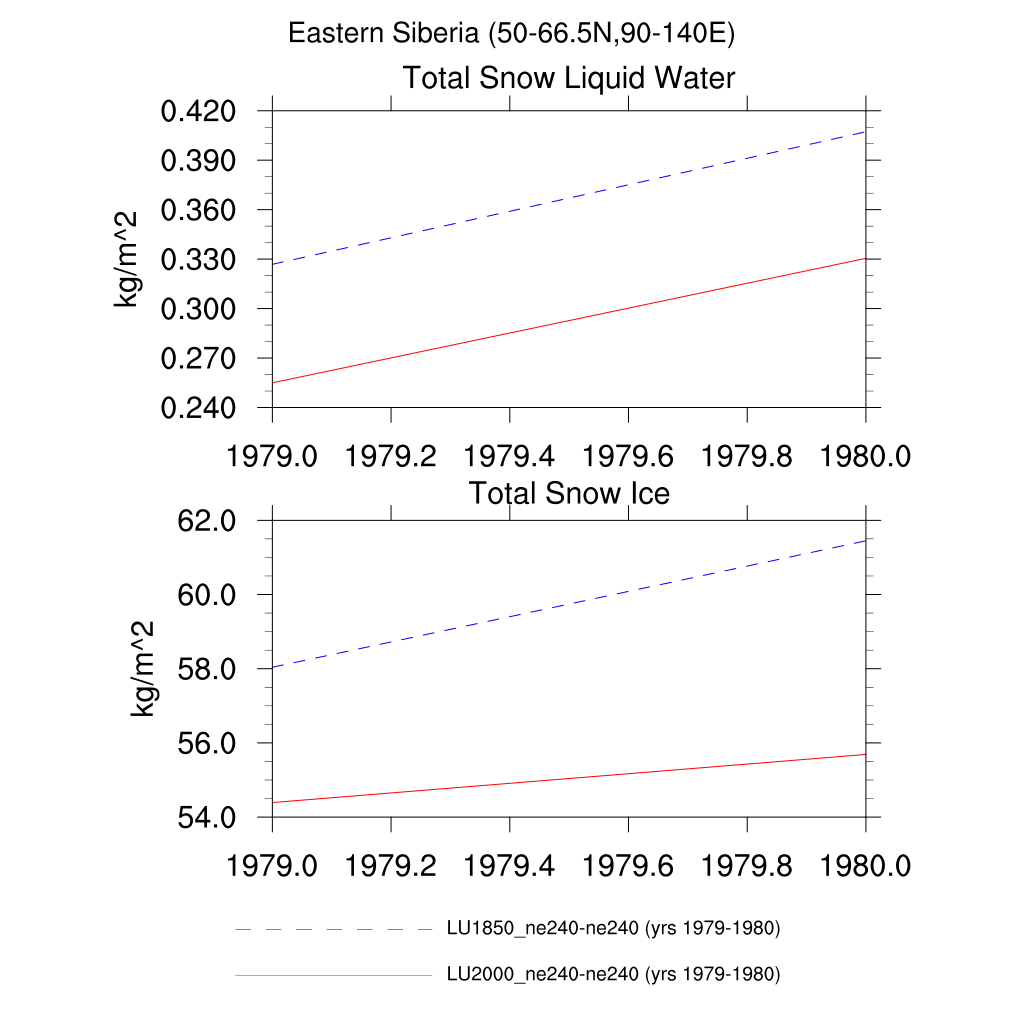 Eastern Siberia (50-66.5N,90-140E)
Total Snow Liquid Water
0.420
0.390
0.360
0.330
0.300
0.270
0.240
kg/m^2
1979.0 1979.2 1979.4 1979.6 1979.8 1980.0
Total Snow Ice
62.0
60.0
58.0
56.0
54.0
kg/m^2
1979.0 1979.2 1979.4 1979.6 1979.8 1980.0
LU1850_ne240-ne240 (yrs 1979-1980)
LU2000_ne240-ne240 (yrs 1979-1980)